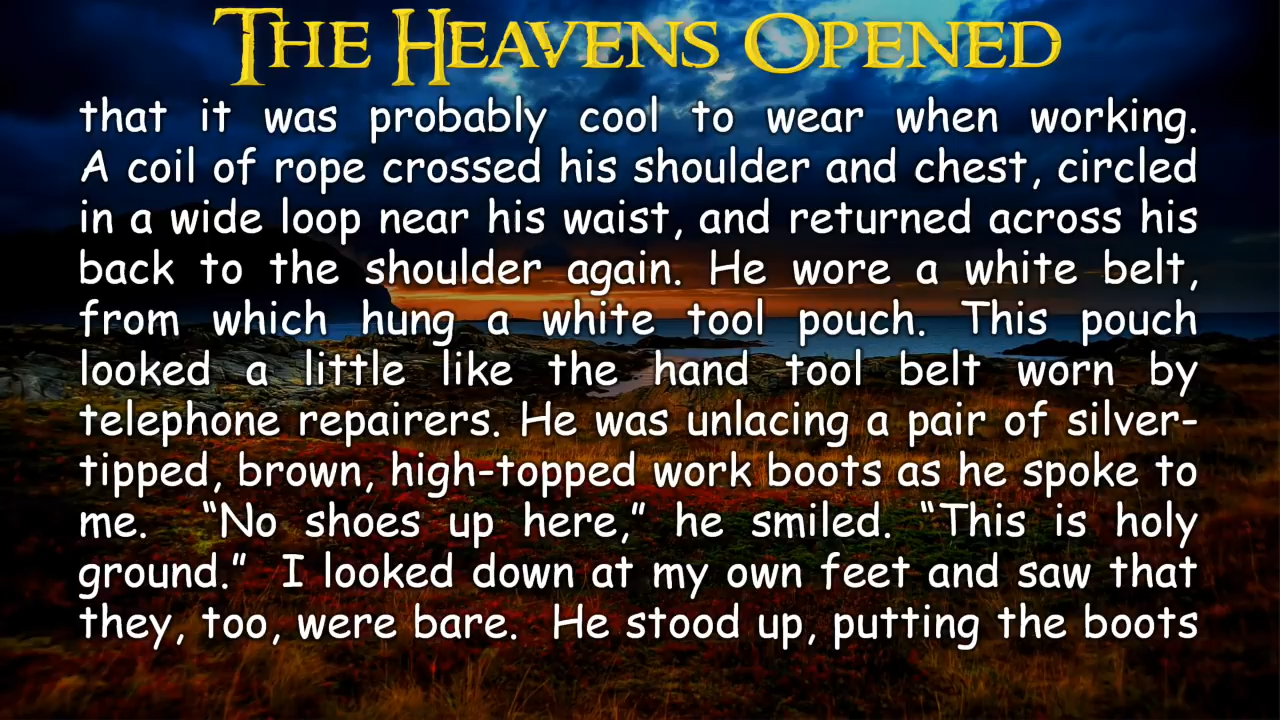 THE HEAVENS OPENED
that it was probably cool to wear when working.
A coil of rope crossed his shoulder and chest, circled
in a wide loop near his waist, and returned across his
back to the shoulder again. He wore a white belt,
from which hung a white tool pouch. This pouch
looked a little like the hand tool belt worn by
telephone repairers. He was unlacing a pair of silver-
tipped, brown, high-topped work boots as he spoke to
me. “No shoes up here,” he smiled. “This is holy
ground.” I looked down at my own feet and saw that
they, too, were bare. He stood up, putting the boots